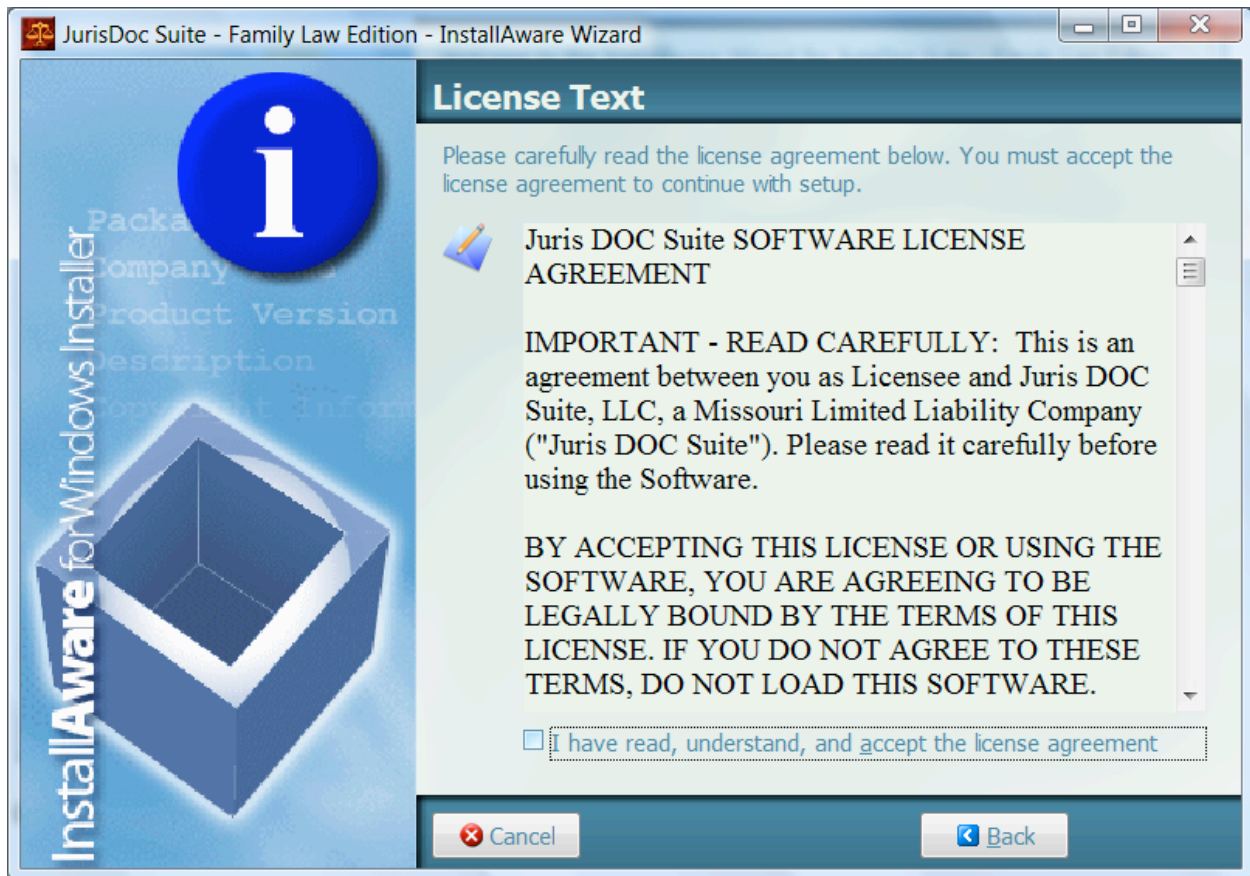 JurisDoc Suite - Family Law Edition - InstallAware Wizard
License Text
Please carefully read the license agreement below. You must accept the
license agreement to continue with setup.
Juris DOC Suite SOFTWARE LICENSE
AGREEMENT
IMPORTANT - READ CAREFULLY:  This is an
agreement between you as Licensee and Juris DOC
Suite, LLC, a Missouri Limited Liability Company
("Juris DOC Suite"). Please read it carefully before
using the Software.
BY ACCEPTING THIS LICENSE OR USING THE
SOFTWARE, YOU ARE AGREEING TO BE
LEGALLY BOUND BY THE TERMS OF THIS
LICENSE. IF YOU DO NOT AGREE TO THESE
TERMS, DO NOT LOAD THIS SOFTWARE.
I have read, understand, and accept the license agreement
Cancel
Back
InstallAware for Windows Installer
i
Company
Product Version
Description